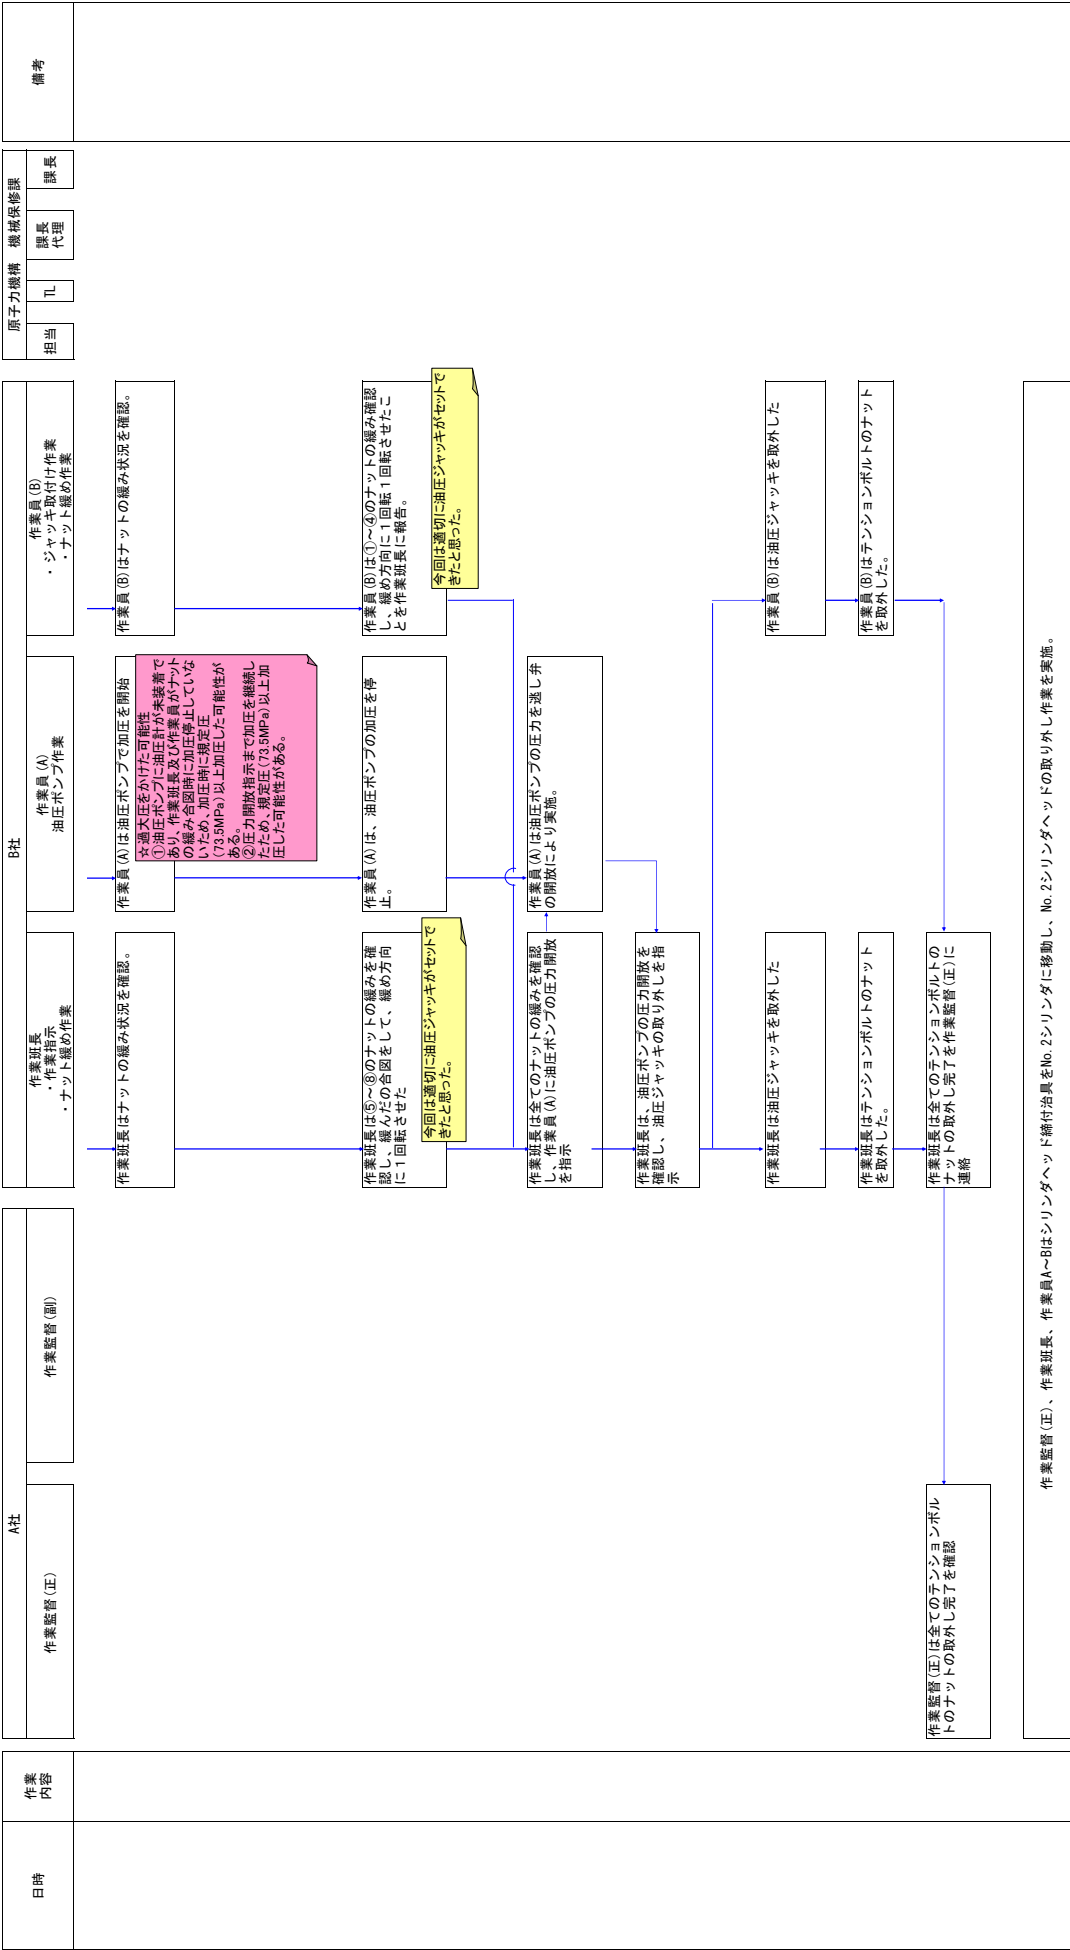 日時
作業
内容
A社
作業監督(正)
作業監督(副)
B社
作業班長
・作業指示
・ナット緩め作業
作業員(A)
油圧ポンプ作業
作業員(B)
・ジャッキ取付け作業
・ナット緩め作業
原子力機構 機械保修課
担当
TL
課長
代理
課長
備考
作業班長はナットの緩み状況を確認。
作業員(A)は油圧ポンプで加圧を開始
☆過大圧をかけた可能性
①油圧ポンプに油圧計が未装着で
あり、作業班長及び作業員がナット
の緩み合図時に加圧停止していな
いため、加圧時に規定圧
(73.5MPa)以上加圧した可能性が
ある。
②圧力開放指示まで加圧を継続し
たため、規定圧(73.5MPa)以上加
圧した可能性がある。
作業員(B)はナットの緩み状況を確認。
作業班長は⑤～⑧のナットの緩みを確
認し、緩んだの合図をして、緩め方向
に１回転させた
今回は適切に油圧ジャッキがセットで
きたと思った。
作業員(A)は、油圧ポンプの加圧を停
止。
作業員(B)は①～④のナットの緩み確認
し、緩め方向に１回転１回転させたこ
とを作業班長に報告。
今回は適切に油圧ジャッキがセットで
きたと思った。
作業班長は全てのナットの緩みを確認
し、作業員(A)に油圧ポンプの圧力開放
を指示
作業員(A)は油圧ポンプの圧力を逃し弁
の開放により実施。
作業班長は、油圧ポンプの圧力開放を
確認し、油圧ジャッキの取り外しを指
示
作業班長は油圧ジャッキを取外した
作業員(B)は油圧ジャッキを取外した
作業班長はテンションボルトのナット
を取外した。
作業員(B)はテンションボルトのナット
を取外した。
作業監督(正)は全てのテンションボル
トのナットの取外し完了を確認
作業班長は全てのテンションボルトの
ナットの取外し完了を作業監督(正)に
連絡
作業監督(正)、作業班長、作業員A～Bはシリンダヘッド締付治具をNo.2シリンダに移動し、No.2シリンダヘッドの取り外し作業を実施。